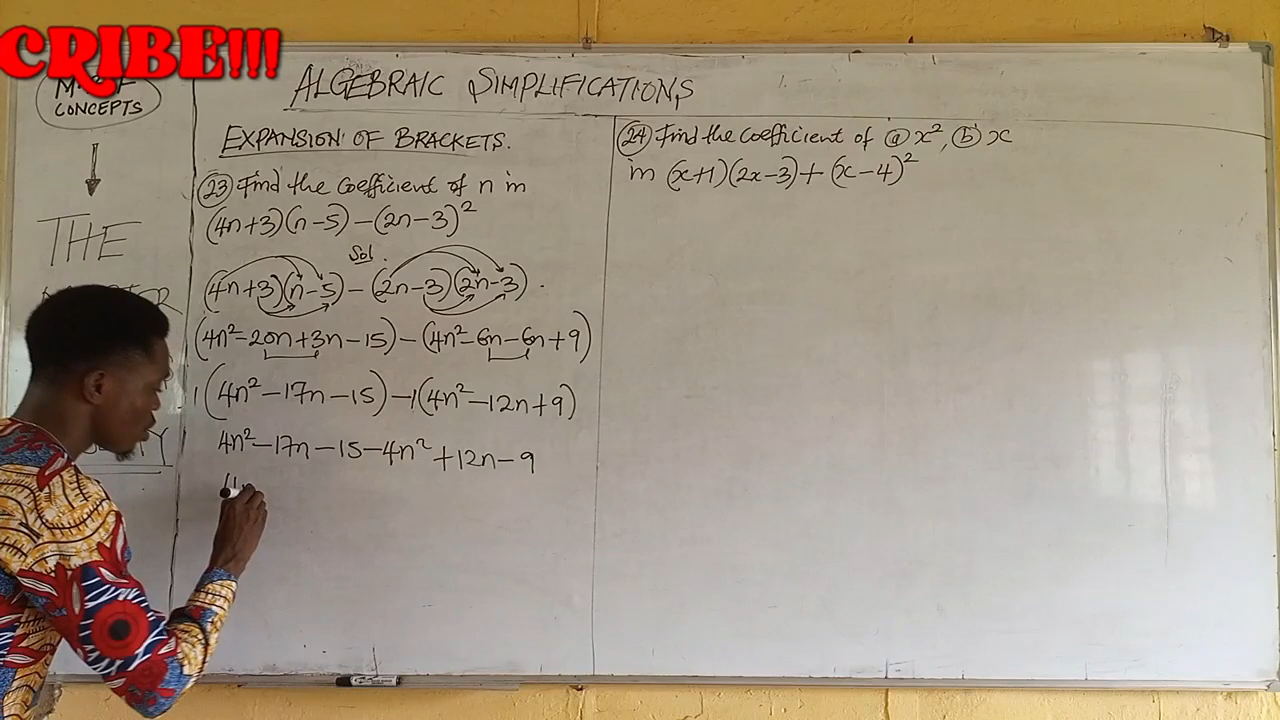 CRIBE!!!
CONCEPTS
THE
ALGEBRAIC SIMPLIFICATIONS
EXPANSION OF BRACKETS.
(23) Find the coefficient of n in
(4n+3)(n-5)-(2n-3)²
Sol.
(4n+3)(n-5)-(2n-3)(2n-3).
(4n²-20n+3n-15)-(4n²-6n-6n+9)
1(4n²-17n-15)-1(4n²-12n+9)
4n²-17n-15-4n²+12n-9
(24) Find the coefficient of (a) x², (b) x
in (x+1)(2x-3)+(x-4)²